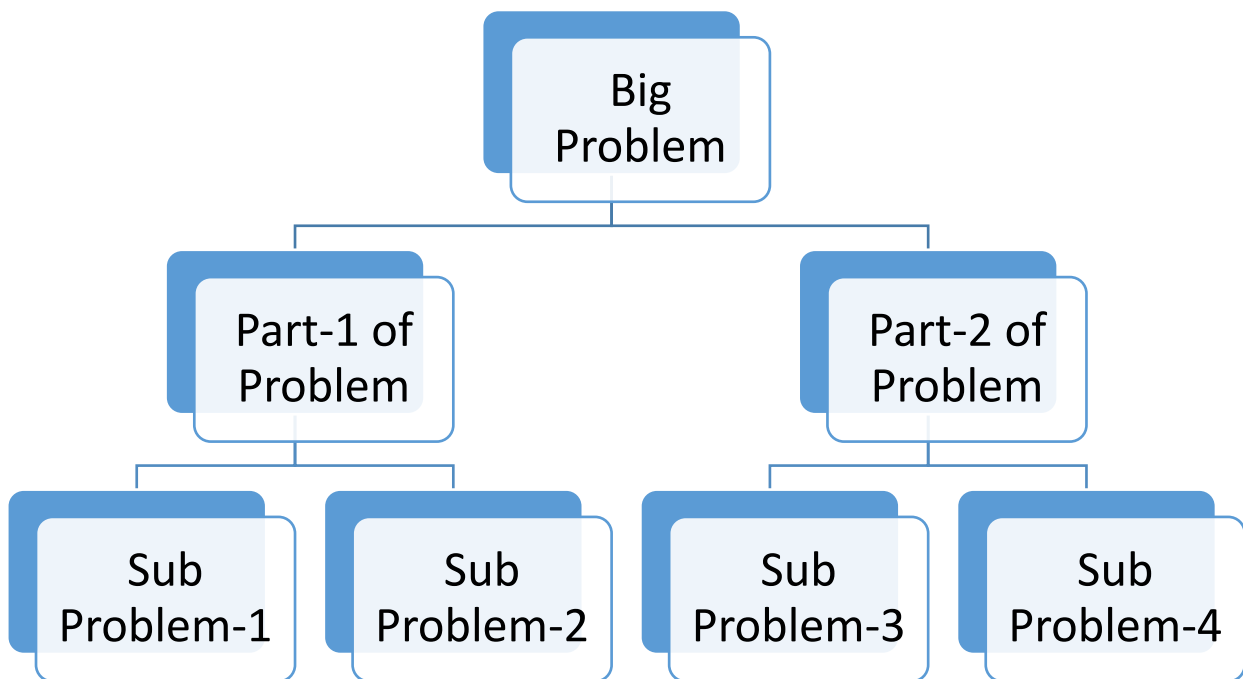 Big
Problem
Part-1 of
Problem
Part-2 of
Problem
Sub
Problem-1
Sub
Problem-2
Sub
Problem-3
Sub
Problem-4